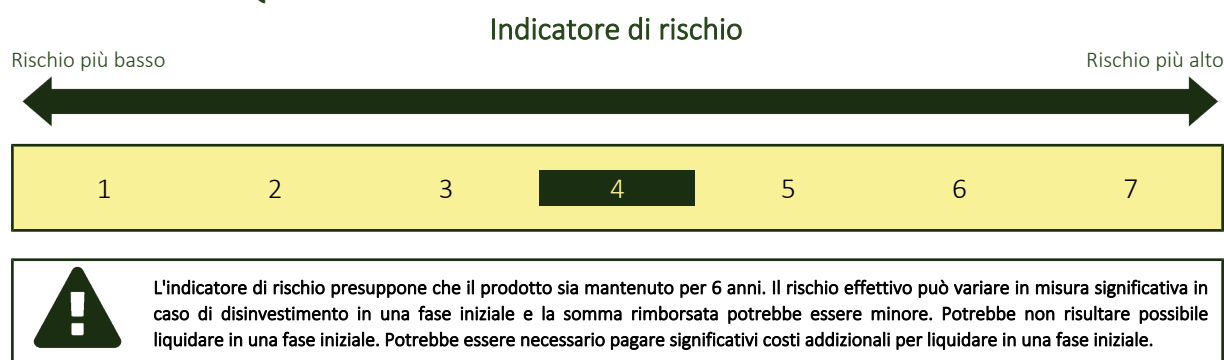 Indicatore di rischio
Rischio più basso Rischio più alto
1 2 3 4 5 6 7
L'indicatore di rischio presuppone che il prodotto sia mantenuto per 6 anni. Il rischio effettivo può variare in misura significativa in
caso di disinvestimento in una fase iniziale e la somma rimborsata potrebbe essere minore. Potrebbe non risultare possibile
liquidare in una fase iniziale. Potrebbe essere necessario pagare significativi costi addizionali per liquidare in una fase iniziale.